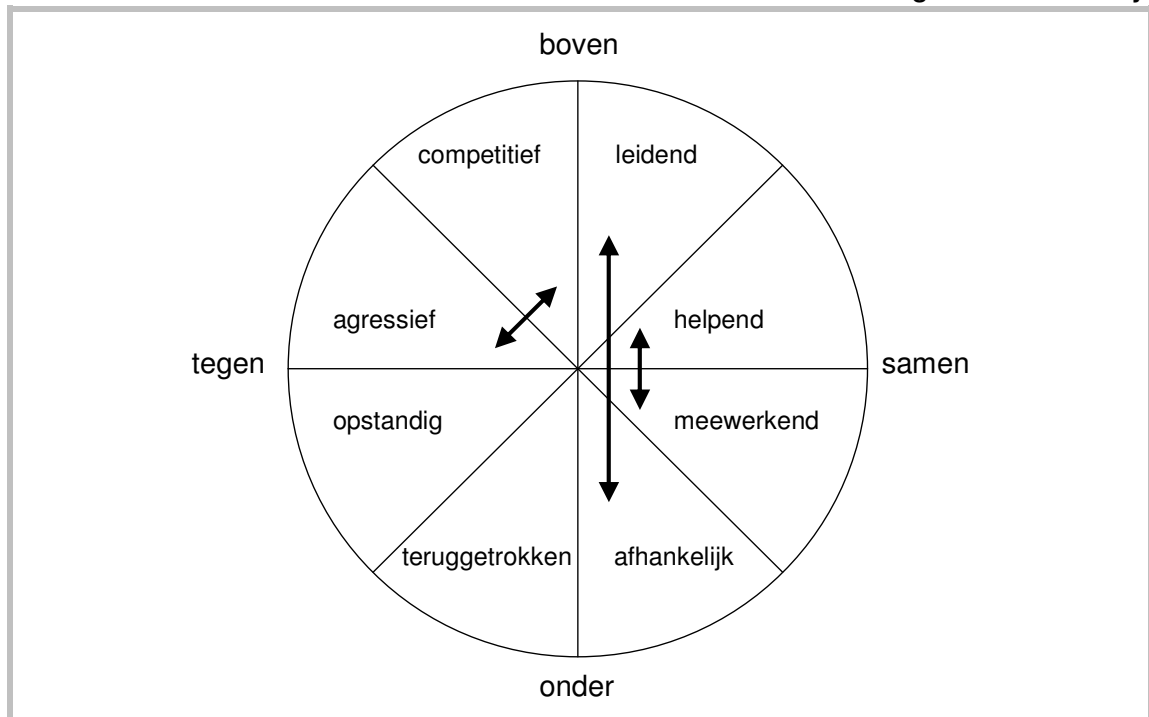 boven
competitief leidend
agressief helpend
tegen samen
opstandig meewerkend
teruggetrokken afhankelijk
onder